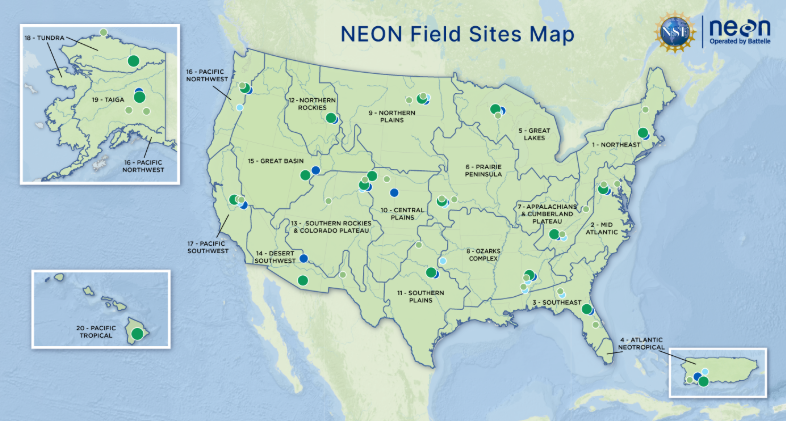 NEON Field Sites Map
NSF
neon
Operated by Battelle
18 - TUNDRA
19 - TAIGA
16 - PACIFIC
NORTHWEST
16 - PACIFIC
NORTHWEST
12 - NORTHERN
ROCKIES
9 - NORTHERN
PLAINS
5 - GREAT
LAKES
1 - NORTHEAST
15 - GREAT BASIN
6 - PRAIRIE
PENINSULA
10 - CENTRAL
PLAINS
7 - APPALACHIANS
& CUMBERLAND
PLATEAU
2 - MID
ATLANTIC
13 - SOUTHERN ROCKIES
& COLORADO PLATEAU
17 - PACIFIC
SOUTHWEST
14 - DESERT
SOUTHWEST
8 - OZARKS
COMPLEX
11 - SOUTHERN
PLAINS
3 - SOUTHEAST
20 - PACIFIC
TROPICAL
4 - ATLANTIC
NEOTROPICAL